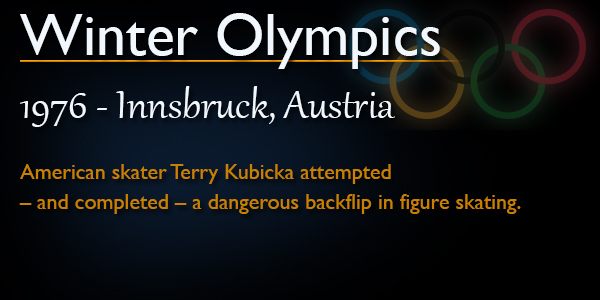 Winter Olympics
1976 - Innsbruck, Austria
American skater Terry Kubicka attempted
– and completed – a dangerous backflip in figure skating.